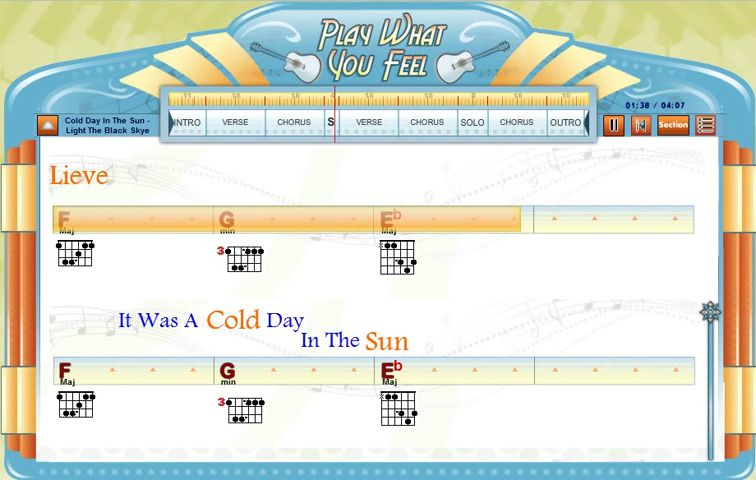 PLAY WHAT
YOU FEEL
01:38 / 04:07
Cold Day In The Sun -
Light The Black Skye
INTRO VERSE CHORUS S VERSE CHORUS SOLO CHORUS OUTRO
Section
Lieve
F G Eb
Maj min Maj
3
It Was A Cold Day
In The Sun
F G Eb
Maj min Maj
3